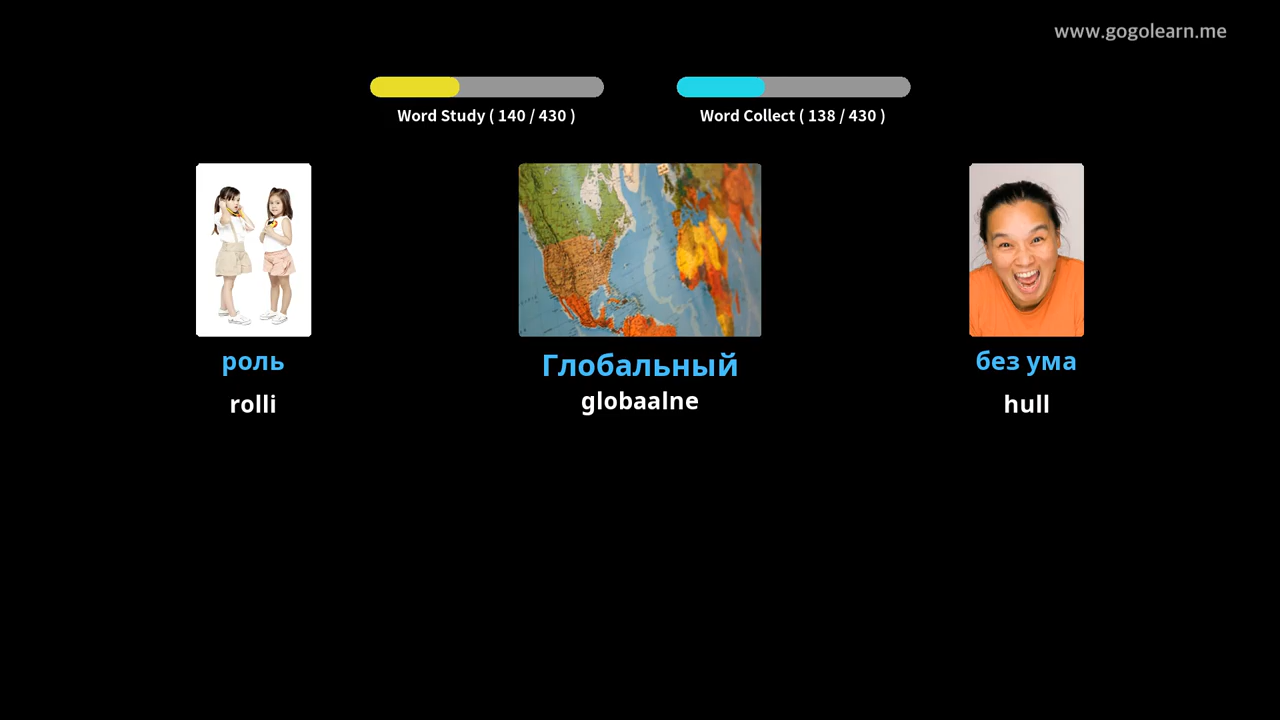 www.gogolearn.me
Word Study ( 140 / 430 )
Word Collect ( 138 / 430 )
роль
rolli
Глобальный
globaalne
без ума
hull